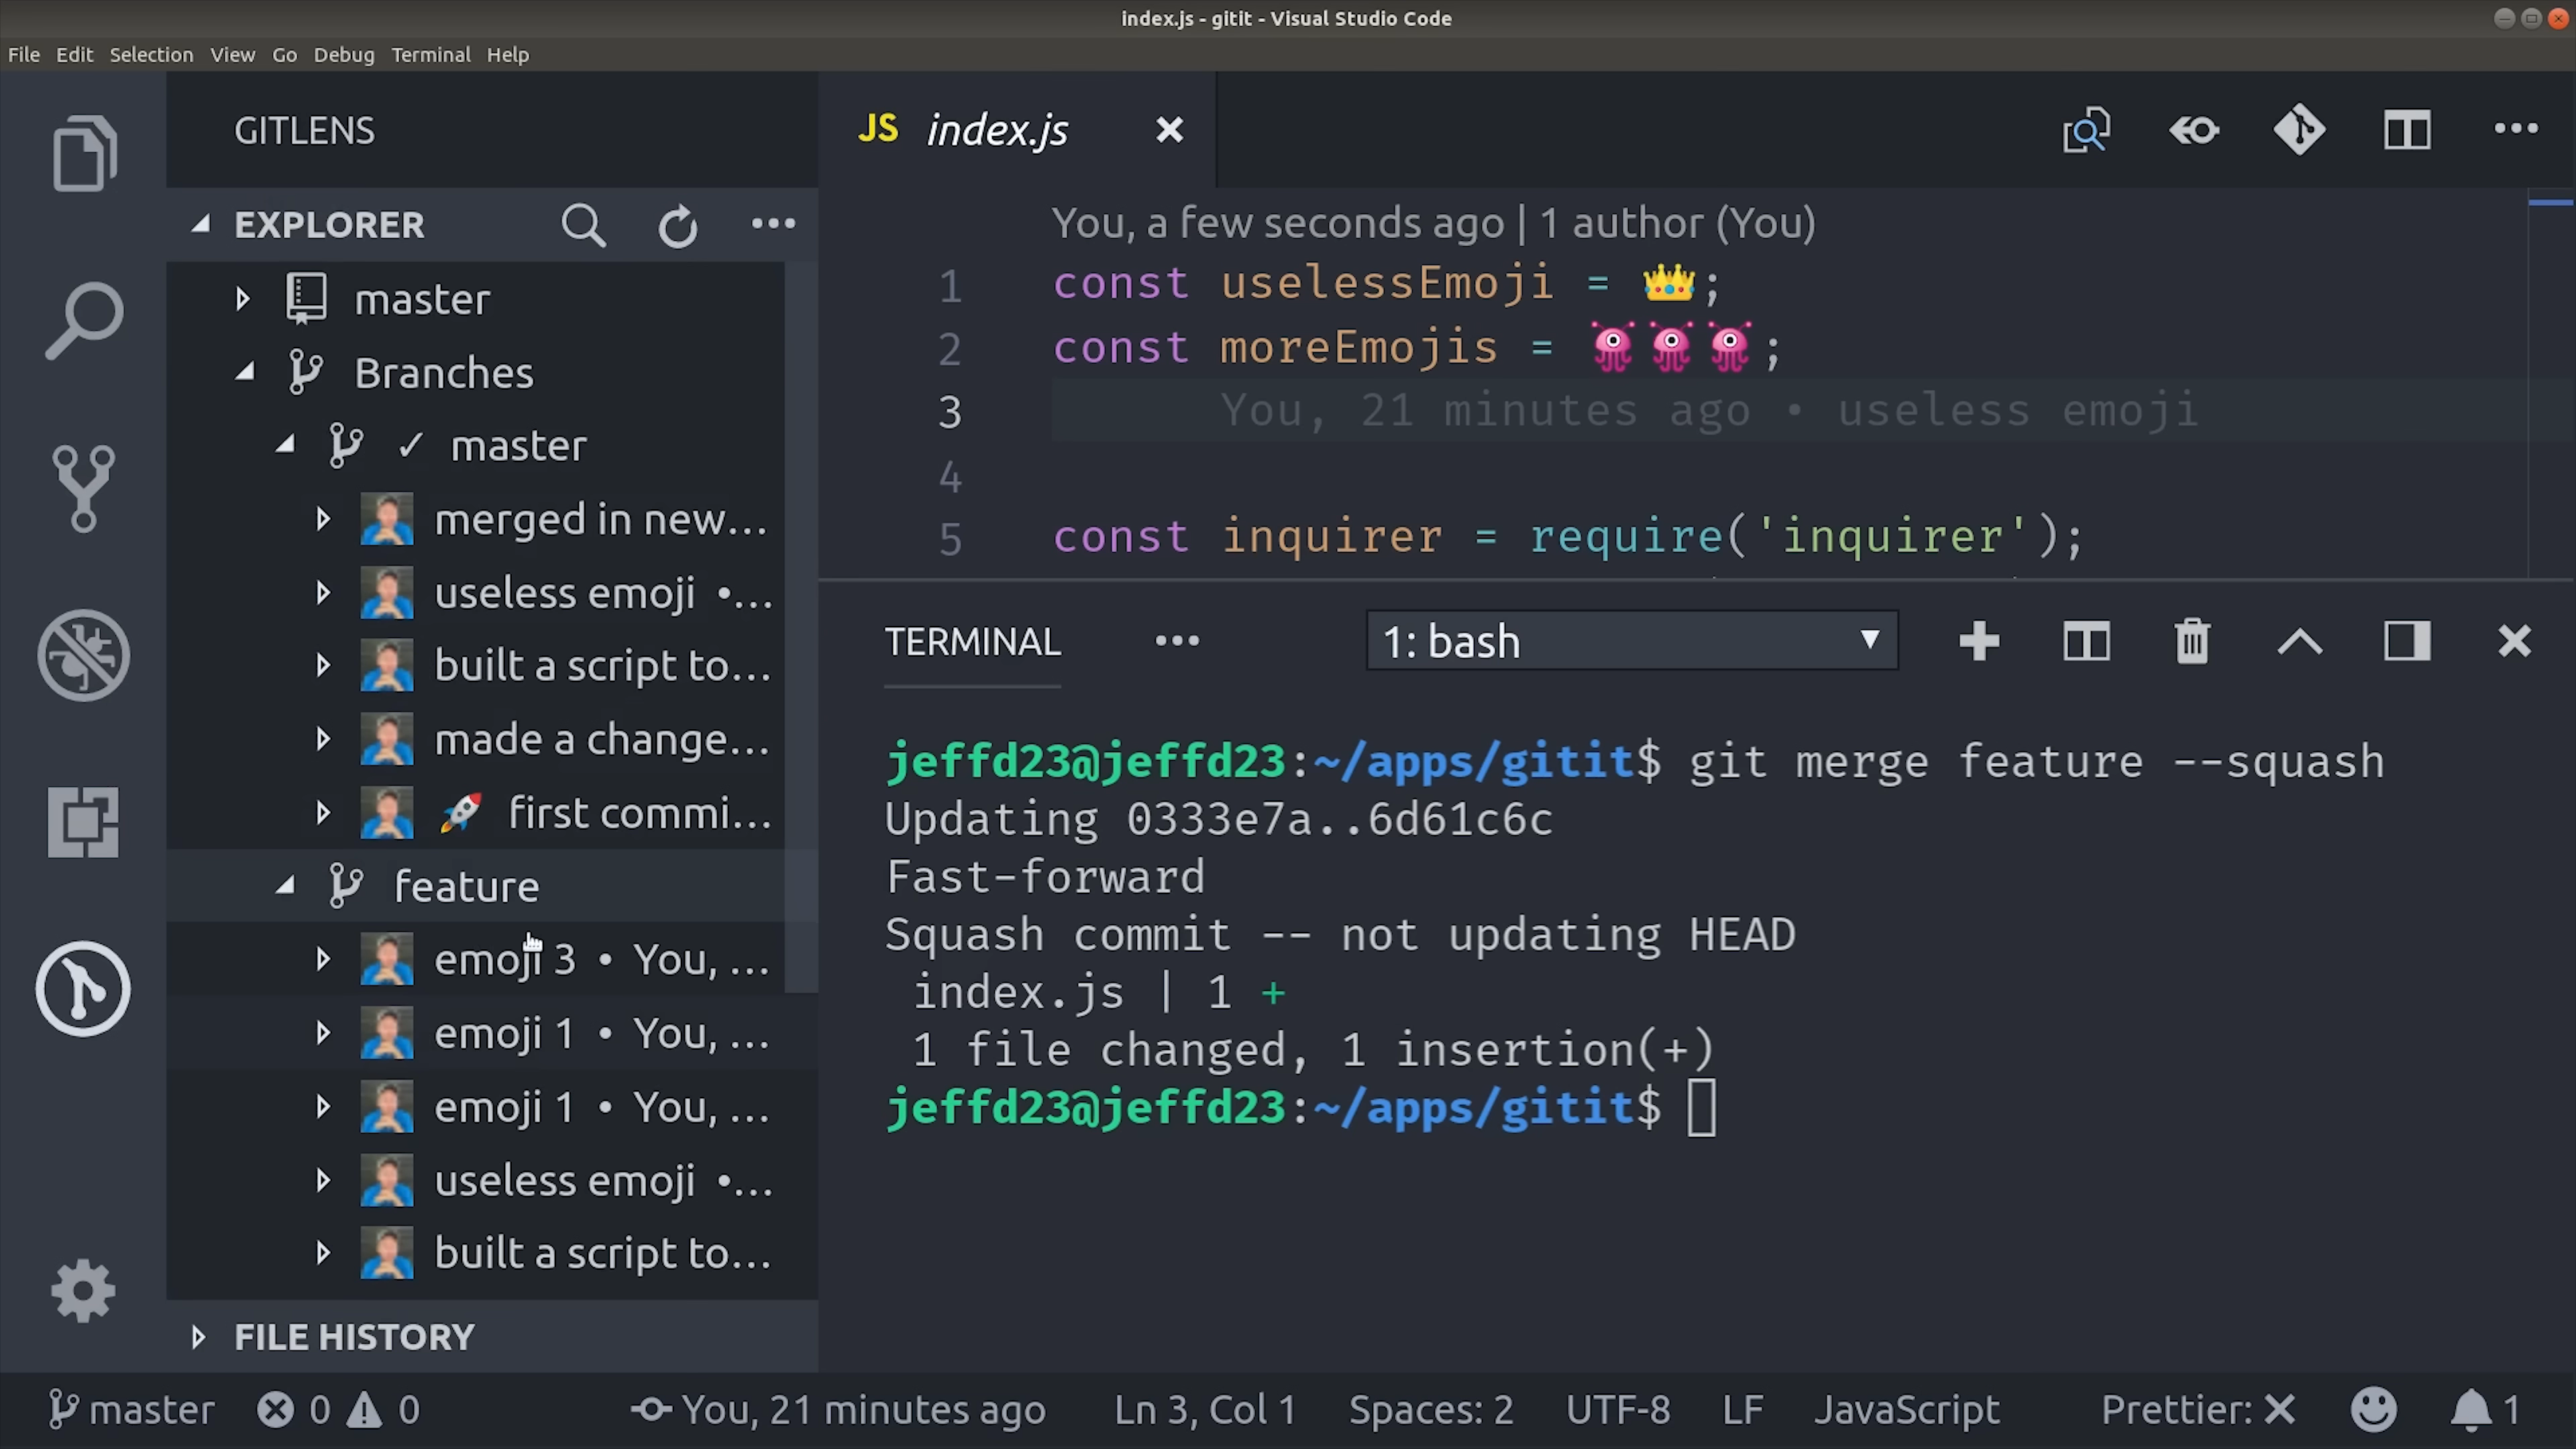 index.js - gitit - Visual Studio Code
File Edit Selection View Go Debug Terminal Help
GITLENS
EXPLORER
master
Branches
✓ master
merged in new...
useless emoji •...
built a script to...
made a change...
🚀 first commi...
feature
emoji 3 • You, ...
emoji 1 • You, ...
emoji 1 • You, ...
useless emoji •...
built a script to...
FILE HISTORY
JS index.js
You, a few seconds ago | 1 author (You)
1 const uselessEmoji = 👑;
2 const moreEmojis = 👾👾👾;
3 You, 21 minutes ago • useless emoji
4
5 const inquirer = require('inquirer');
TERMINAL ••• 1: bash
jeffd23@jeffd23:~/apps/gitit$ git merge feature --squash
Updating 0333e7a..6d61c6c
Fast-forward
Squash commit -- not updating HEAD
index.js | 1 +
1 file changed, 1 insertion(+)
jeffd23@jeffd23:~/apps/gitit$
master 0 0 You, 21 minutes ago Ln 3, Col 1 Spaces: 2 UTF-8 LF JavaScript Prettier: ✕ 1